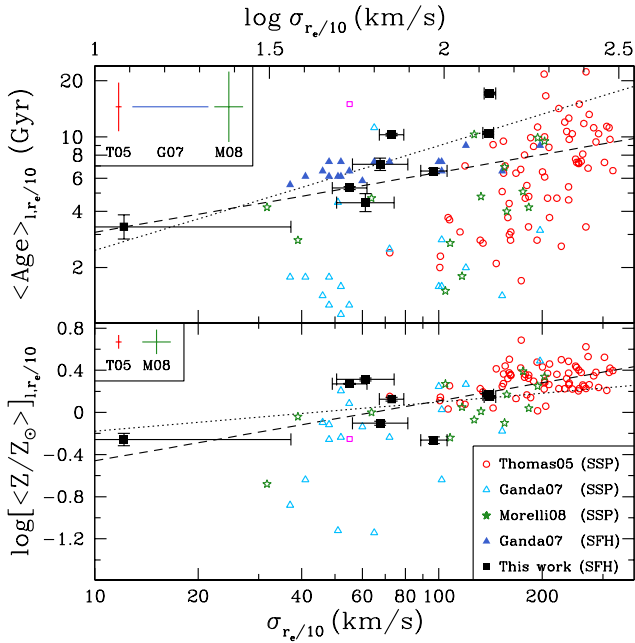 log σ_{r_e/10} (km/s)
1 1.5 2 2.5
<Age>_{l,r_e/10} (Gyr)
20
10
8
6
4
2
T05 G07 M08
log[<Z/Z_⊙>]_{l,r_e/10}
0.8
0.4
0
-0.4
-0.8
-1.2
T05 M08
Thomas05 (SSP)
Ganda07 (SSP)
Morelli08 (SSP)
Ganda07 (SFH)
This work (SFH)
10 20 40 60 80 100 200
σ_{r_e/10} (km/s)